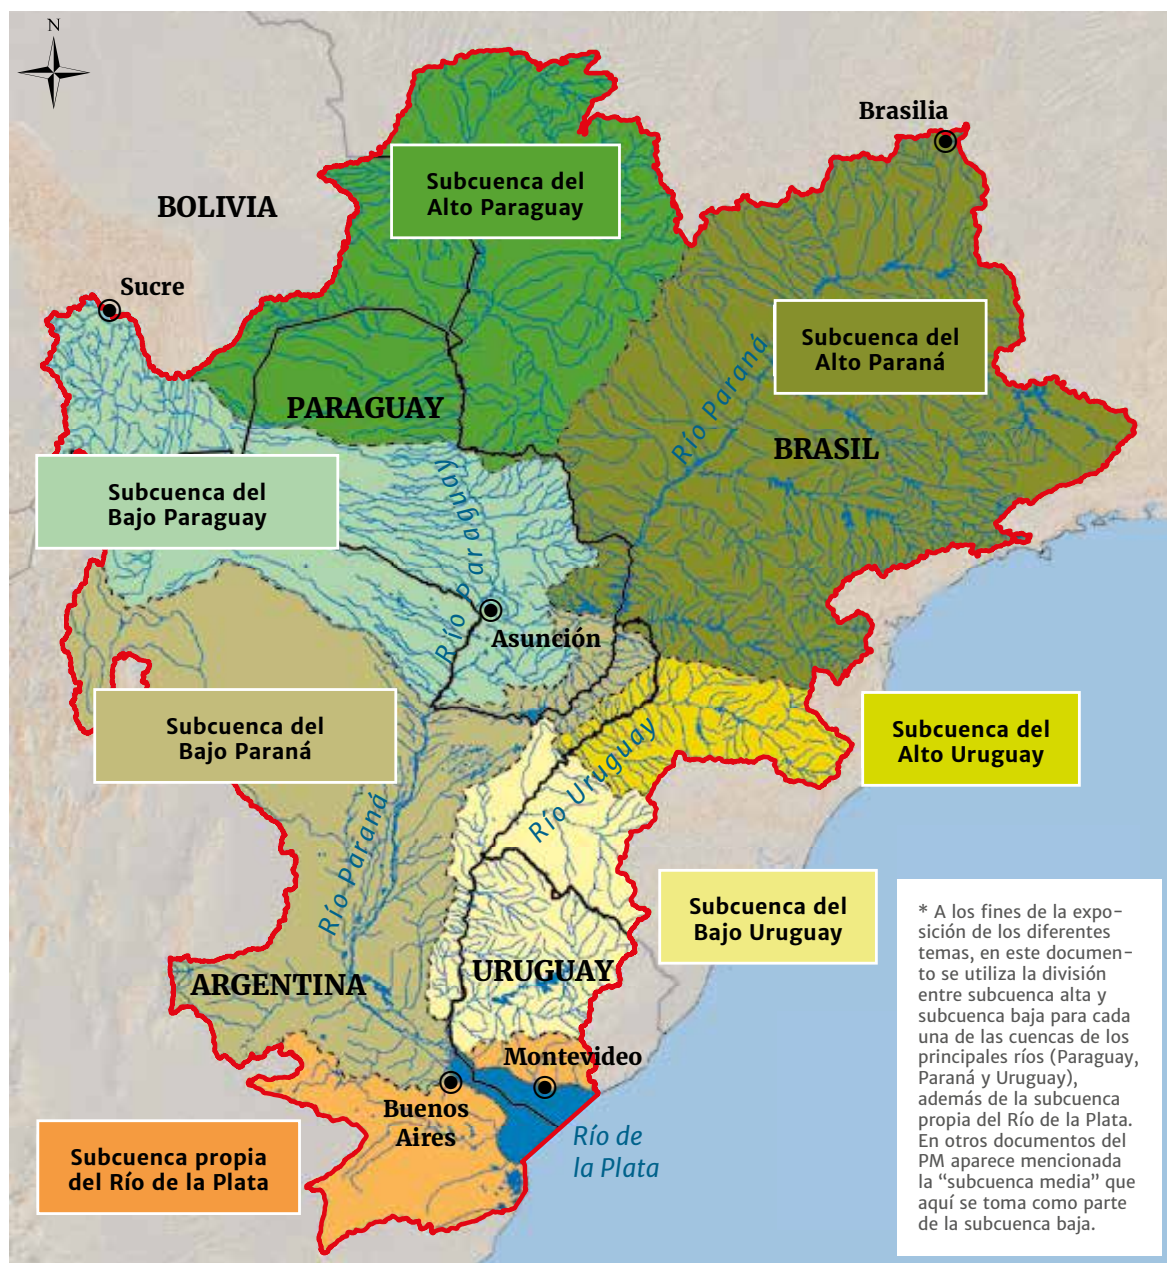 N
Brasilia
Subcuenca del
Alto Paraguay
BOLIVIA
Sucre
Subcuenca del
Alto Paraná
Río Paraná
PARAGUAY
BRASIL
Subcuenca del
Bajo Paraguay
Río Paraguay
Asunción
Subcuenca del
Bajo Paraná
Subcuenca del
Alto Uruguay
Río Uruguay
Río Paraná
Subcuenca del
Bajo Uruguay
ARGENTINA
URUGUAY
Montevideo
Buenos
Aires
Río de
la Plata
Subcuenca propia
del Río de la Plata
* A los fines de la expo-
sición de los diferentes
temas, en este documen-
to se utiliza la división
entre subcuenca alta y
subcuenca baja para cada
una de las cuencas de los
principales ríos (Paraguay,
Paraná y Uruguay),
además de la subcuenca
propia del Río de la Plata.
En otros documentos del
PM aparece mencionada
la “subcuenca media” que
aquí se toma como parte
de la subcuenca baja.